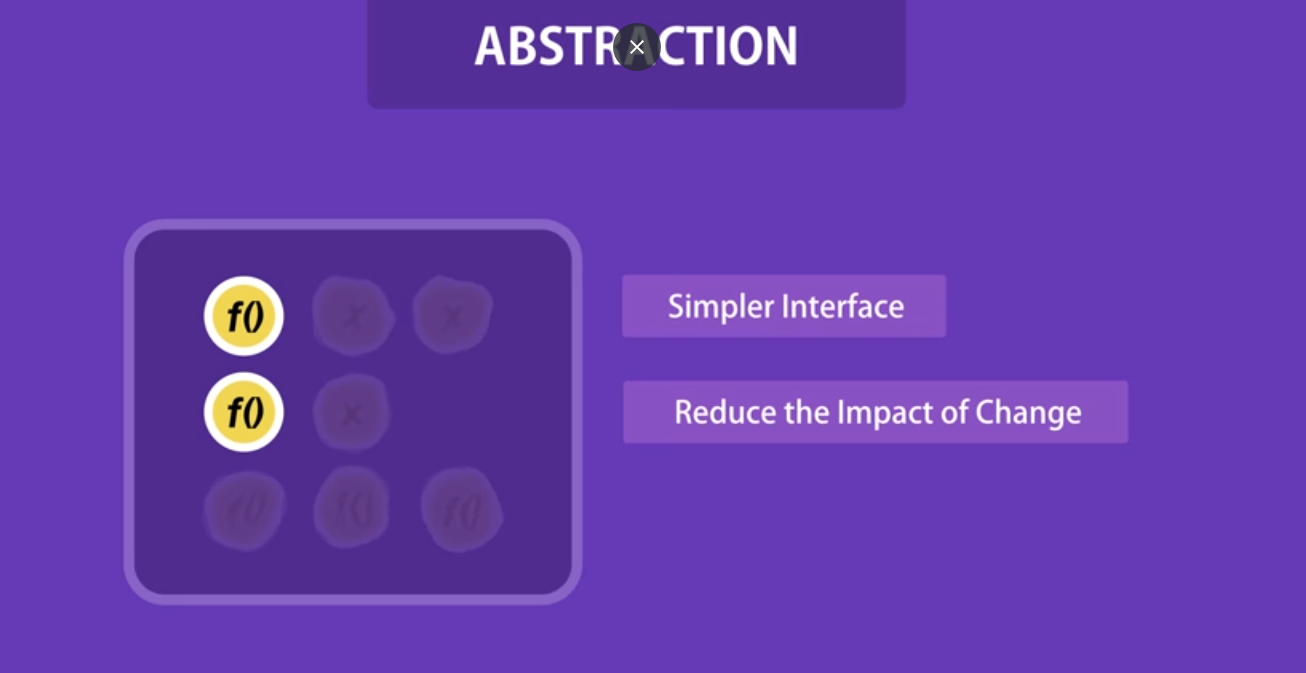 ABSTRACTION
f() x x
Simpler Interface
f() x
Reduce the Impact of Change
f() f() f()